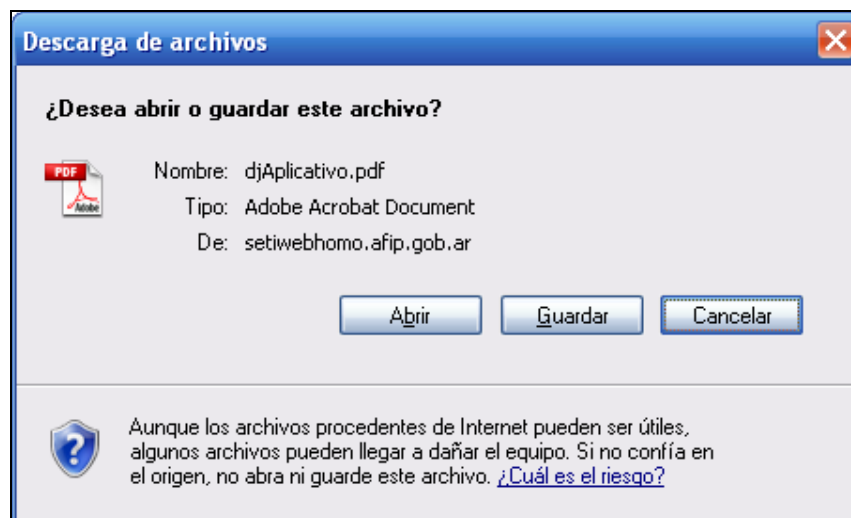 Descarga de archivos
¿Desea abrir o guardar este archivo?
PDF
Adobe
Nombre: djAplicativo.pdf
Tipo: Adobe Acrobat Document
De: setiwebhomo.afip.gob.ar
Abrir Guardar Cancelar
Aunque los archivos procedentes de Internet pueden ser útiles,
algunos archivos pueden llegar a dañar el equipo. Si no confía en
el origen, no abra ni guarde este archivo. ¿Cuál es el riesgo?